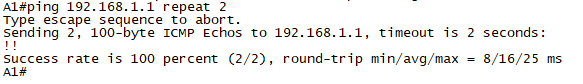 A1#ping 192.168.1.1 repeat 2
Type escape sequence to abort.
Sending 2, 100-byte ICMP Echos to 192.168.1.1, timeout is 2 seconds:
!!
Success rate is 100 percent (2/2), round-trip min/avg/max = 8/16/25 ms
A1#